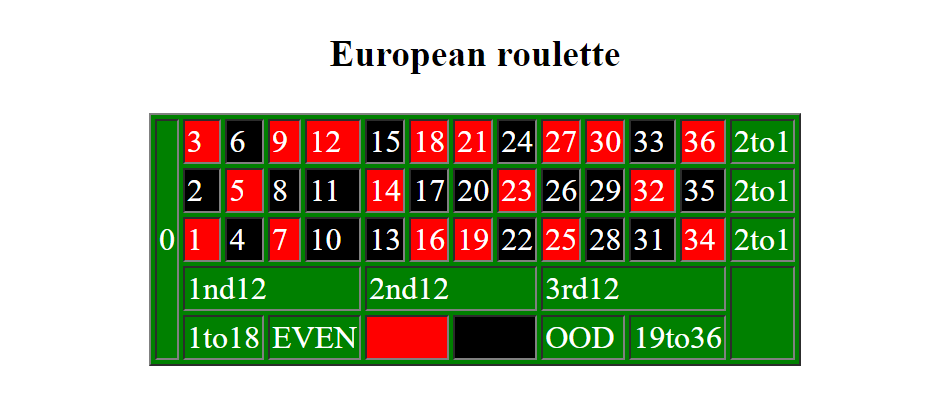 European roulette
3 6 9 12 15 18 21 24 27 30 33 36 2to1
2 5 8 11 14 17 20 23 26 29 32 35 2to1
0 1 4 7 10 13 16 19 22 25 28 31 34 2to1
1nd12 2nd12 3rd12
1to18 EVEN OOD 19to36